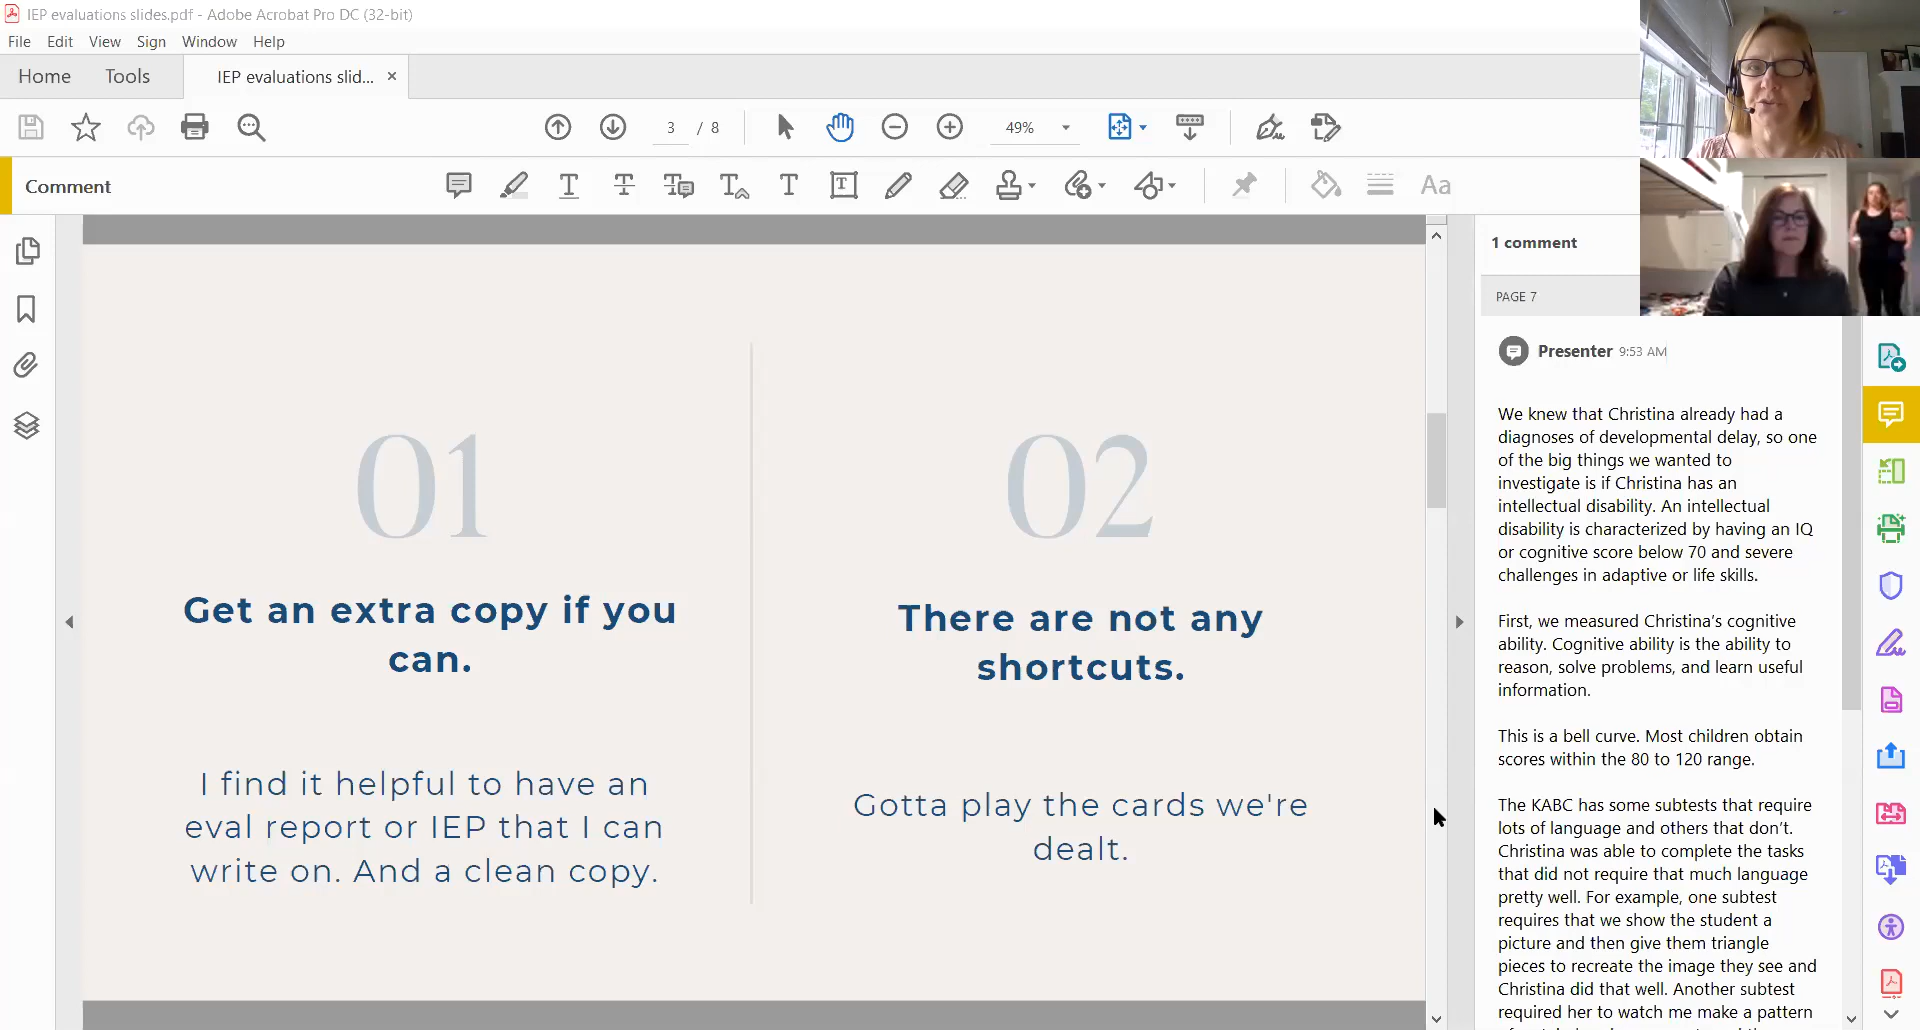 IEP evaluations slides.pdf - Adobe Acrobat Pro DC (32-bit)
File Edit View Sign Window Help
Home Tools IEP evaluations slid... ×
3 / 8 49%
Comment
Aa
1 comment
PAGE 7
01
Get an extra copy if you
can.
I find it helpful to have an
eval report or IEP that I can
write on. And a clean copy.
02
There are not any
shortcuts.
Gotta play the cards we're
dealt.
Presenter 9:53 AM
We knew that Christina already had a
diagnoses of developmental delay, so one
of the big things we wanted to
investigate is if Christina has an
intellectual disability. An intellectual
disability is characterized by having an IQ
or cognitive score below 70 and severe
challenges in adaptive or life skills.
First, we measured Christina's cognitive
ability. Cognitive ability is the ability to
reason, solve problems, and learn useful
information.
This is a bell curve. Most children obtain
scores within the 80 to 120 range.
The KABC has some subtests that require
lots of language and others that don't.
Christina was able to complete the tasks
that did not require that much language
pretty well. For example, one subtest
requires that we show the student a
picture and then give them triangle
pieces to recreate the image they see and
Christina did that well. Another subtest
required her to watch me make a pattern